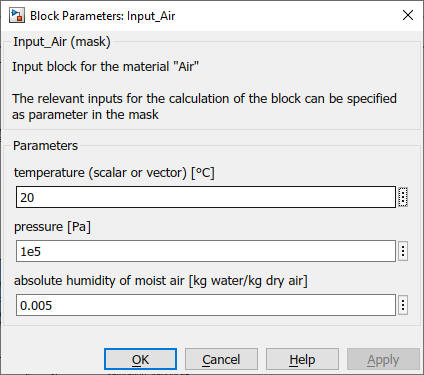 Block Parameters: Input_Air
Input_Air (mask)
Input block for the material "Air"
The relevant inputs for the calculation of the block can be specified
as parameter in the mask
Parameters
temperature (scalar or vector) [°C]
20
pressure [Pa]
1e5
absolute humidity of moist air [kg water/kg dry air]
0.005
OK Cancel Help Apply